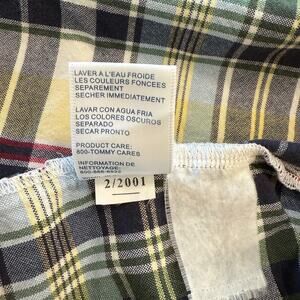 LAVER À L'EAU FROIDE
LES COULEURS FONCEES
SEPAREMENT
SECHER IMMEDIATEMENT
LAVAR CON AGUA FRIA
LOS COLORES OSCUROS
SEPARADO
SECAR PRONTO
PRODUCT CARE:
800-TOMMY CARES
INFORMATION DE
NETTOYAGE:
2/2001